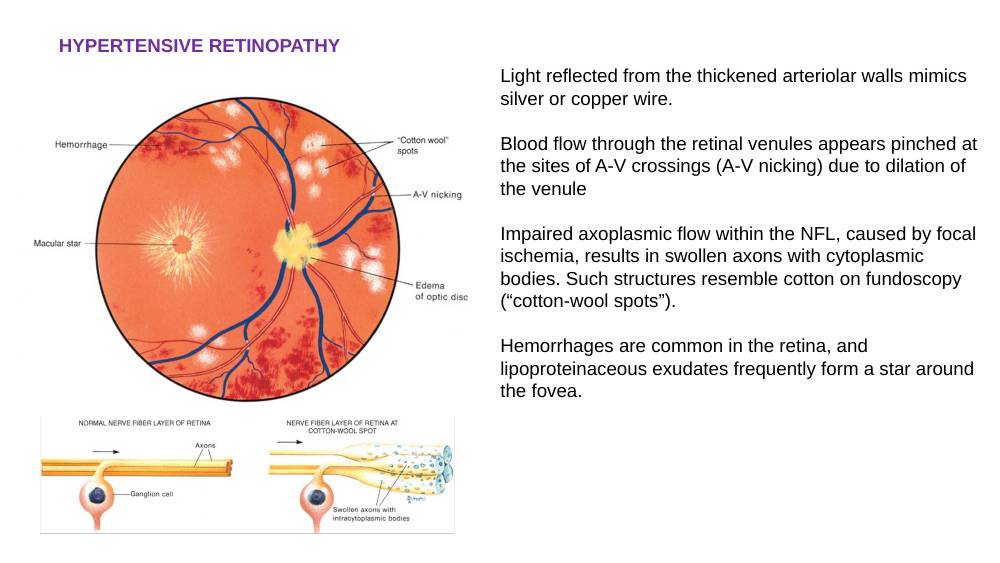 HYPERTENSIVE RETINOPATHY
Hemorrhage
"Cotton wool"
spots
A-V nicking
Macular star
Edema
of optic disc
NORMAL NERVE FIBER LAYER OF RETINA
Axons
Ganglion cell
NERVE FIBER LAYER OF RETINA AT
COTTON-WOOL SPOT
Swollen axons with
intracytoplasmic bodies
Light reflected from the thickened arteriolar walls mimics
silver or copper wire.
Blood flow through the retinal venules appears pinched at
the sites of A-V crossings (A-V nicking) due to dilation of
the venule
Impaired axoplasmic flow within the NFL, caused by focal
ischemia, results in swollen axons with cytoplasmic
bodies. Such structures resemble cotton on fundoscopy
(“cotton-wool spots”).
Hemorrhages are common in the retina, and
lipoproteinaceous exudates frequently form a star around
the fovea.